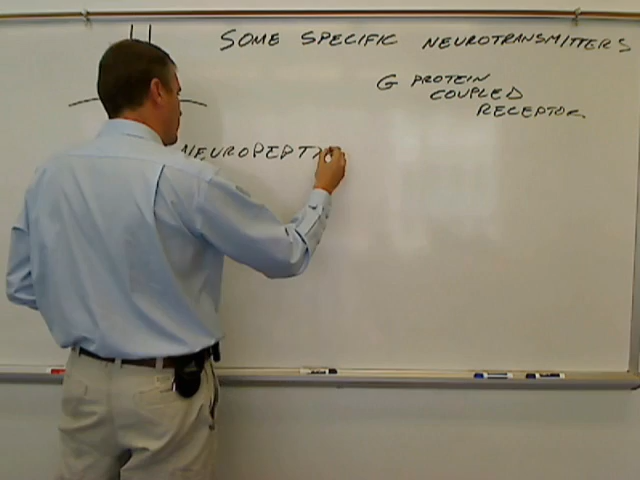 SOME SPECIFIC NEUROTRANSMITTERS
G PROTEIN
COUPLED
RECEPTOR
NEUROPEPTI